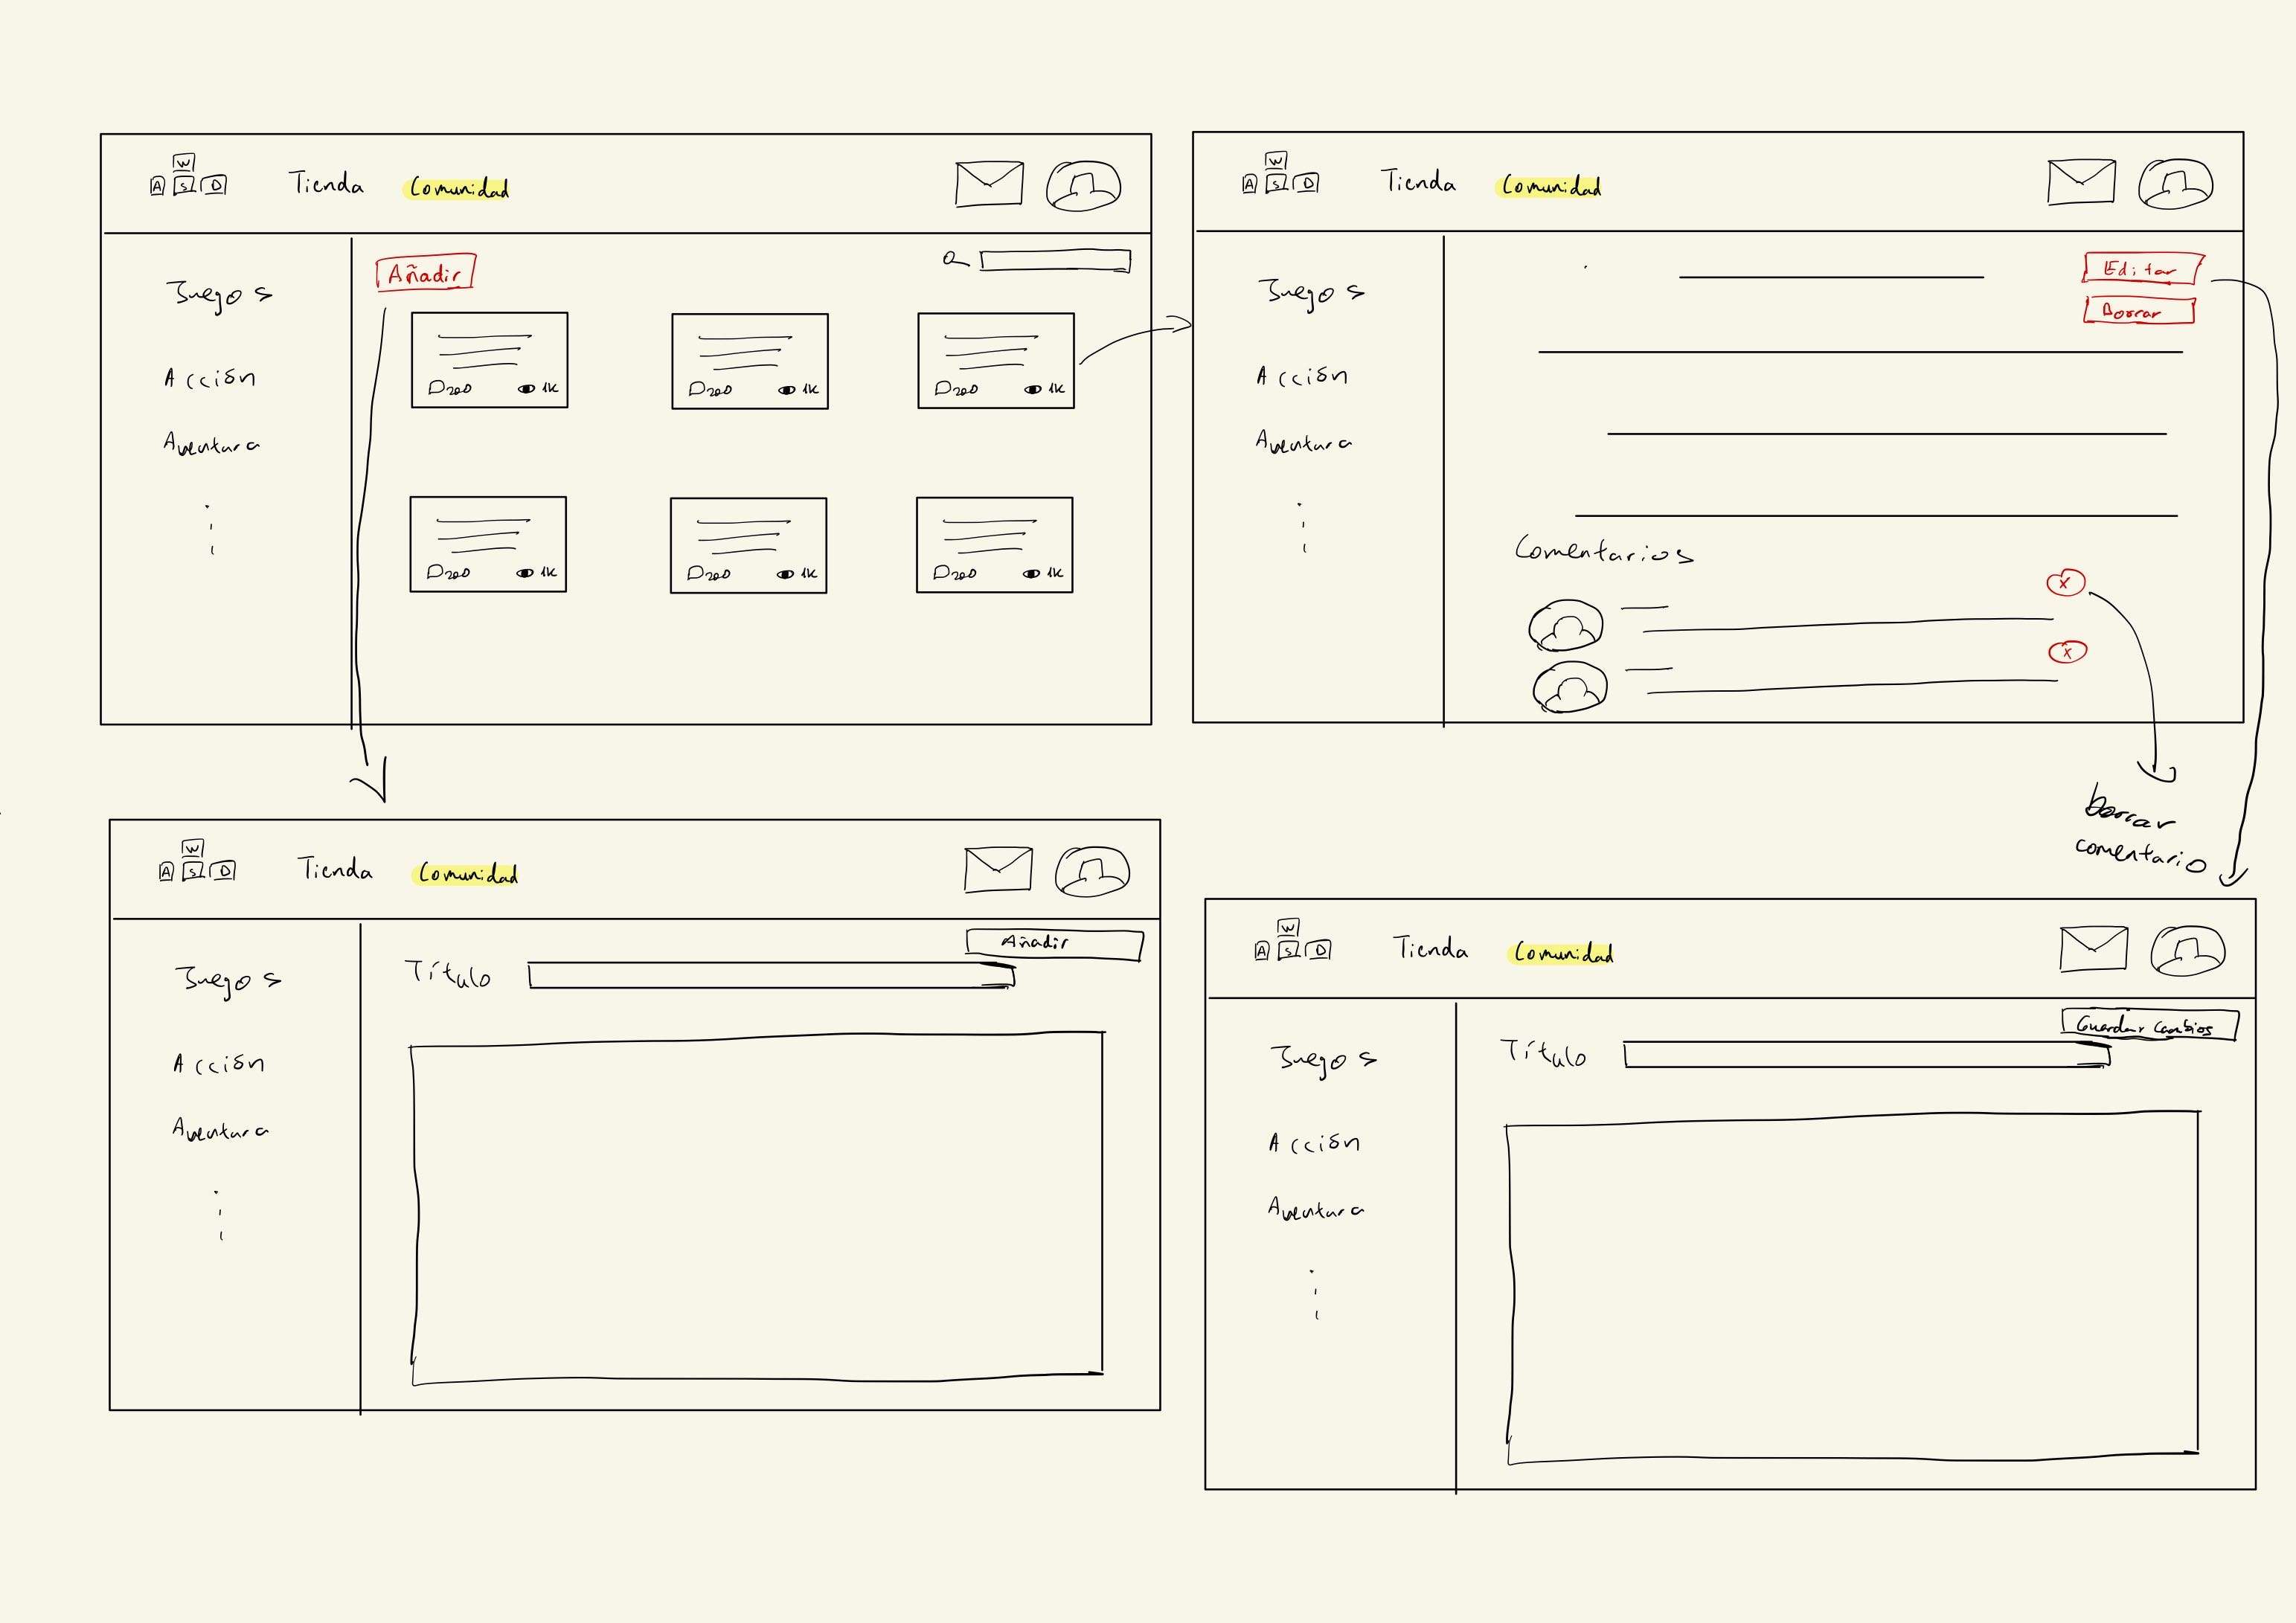 W
A S D Tienda Comunidad
Añadir
Juegos
Acción
Aventura
200 1K
200 1K
200 1K
200 1K
200 1K
200 1K
W
A S D Tienda Comunidad
Editar
Borrar
Juegos
Acción
Aventura
Comentarios
x
x
borrar
comentario
W
A S D Tienda Comunidad
Añadir
Título
Juegos
Acción
Aventura
W
A S D Tienda Comunidad
Guardar cambios
Título
Juegos
Acción
Aventura